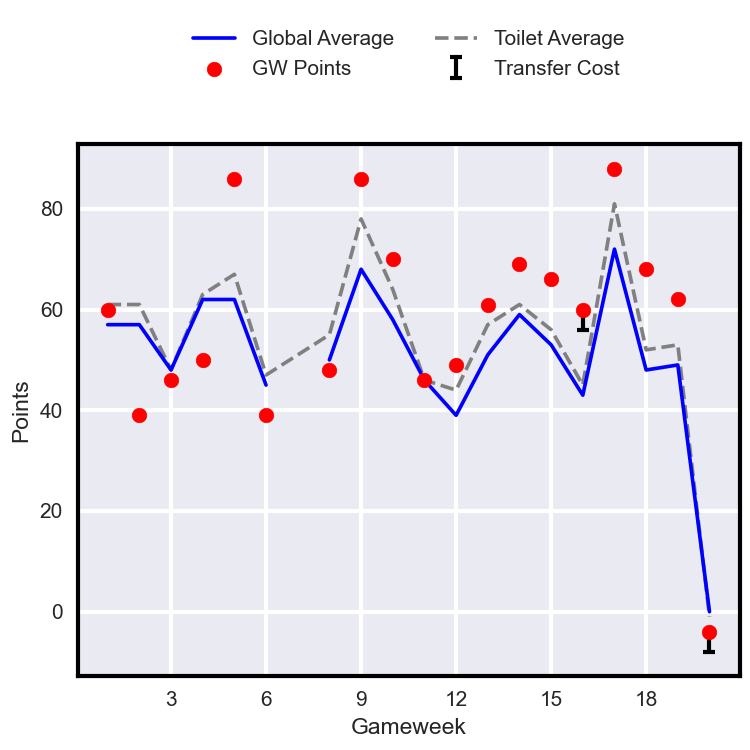 Global Average
Toilet Average
GW Points
Transfer Cost
80
60
40
20
0
Points
3 6 9 12 15 18
Gameweek